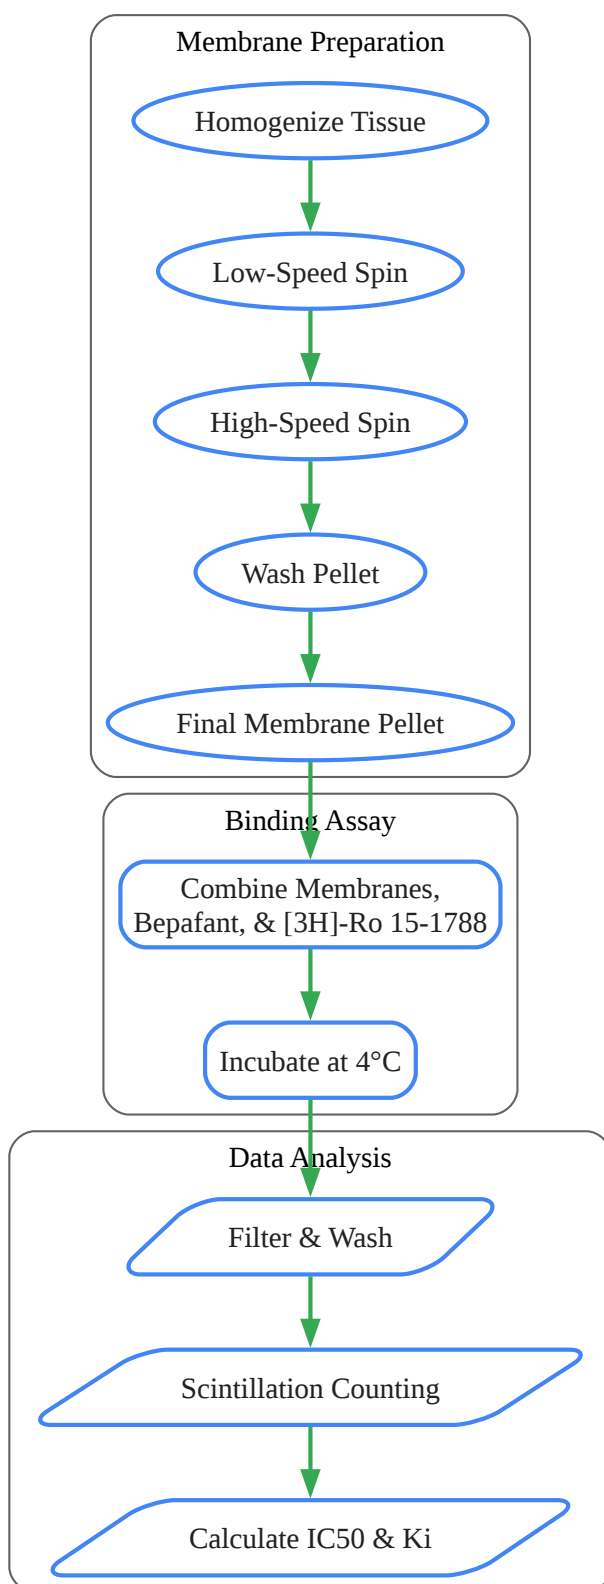 Membrane Preparation
Homogenize Tissue
Low-Speed Spin
High-Speed Spin
Wash Pellet
Final Membrane Pellet
Binding Assay
Combine Membranes,
Bepafant, & [3H]-Ro 15-1788
Incubate at 4°C
Data Analysis
Filter & Wash
Scintillation Counting
Calculate IC50 & Ki